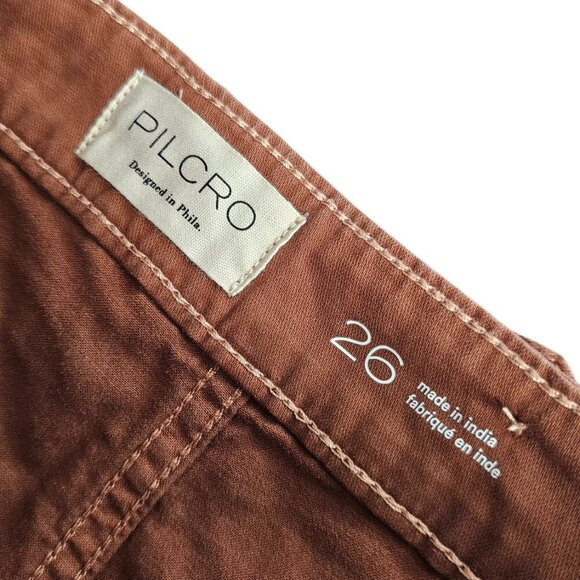 PILCRO
Designed in Phila.
26
made in india
fabriqué en inde